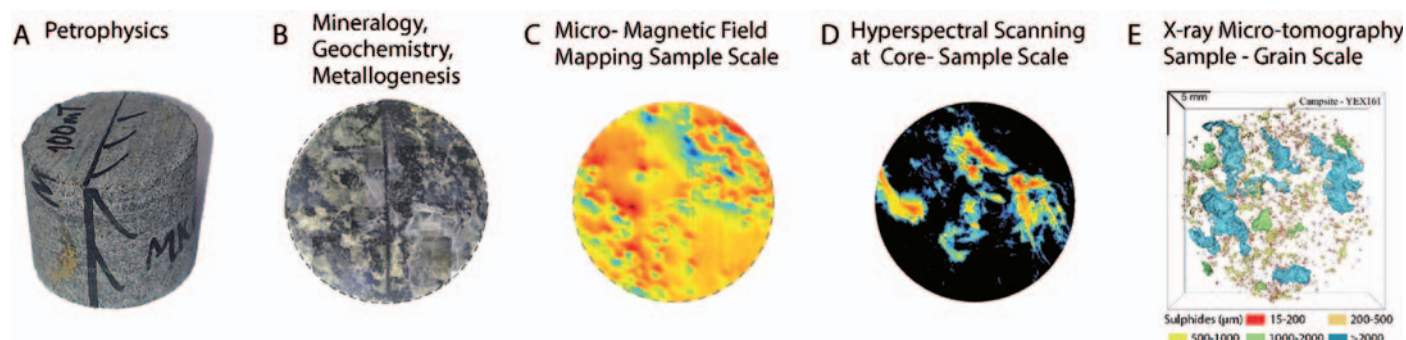 A Petrophysics
B Mineralogy,
Geochemistry,
Metallogenesis
C Micro- Magnetic Field
Mapping Sample Scale
D Hyperspectral Scanning
at Core- Sample Scale
E X-ray Micro-tomography
Sample - Grain Scale
100mT
M
5 mm
Campsite - YEX161
Sulphides (µm) 15-200 200-500
500-1000 1000-2000 >2000